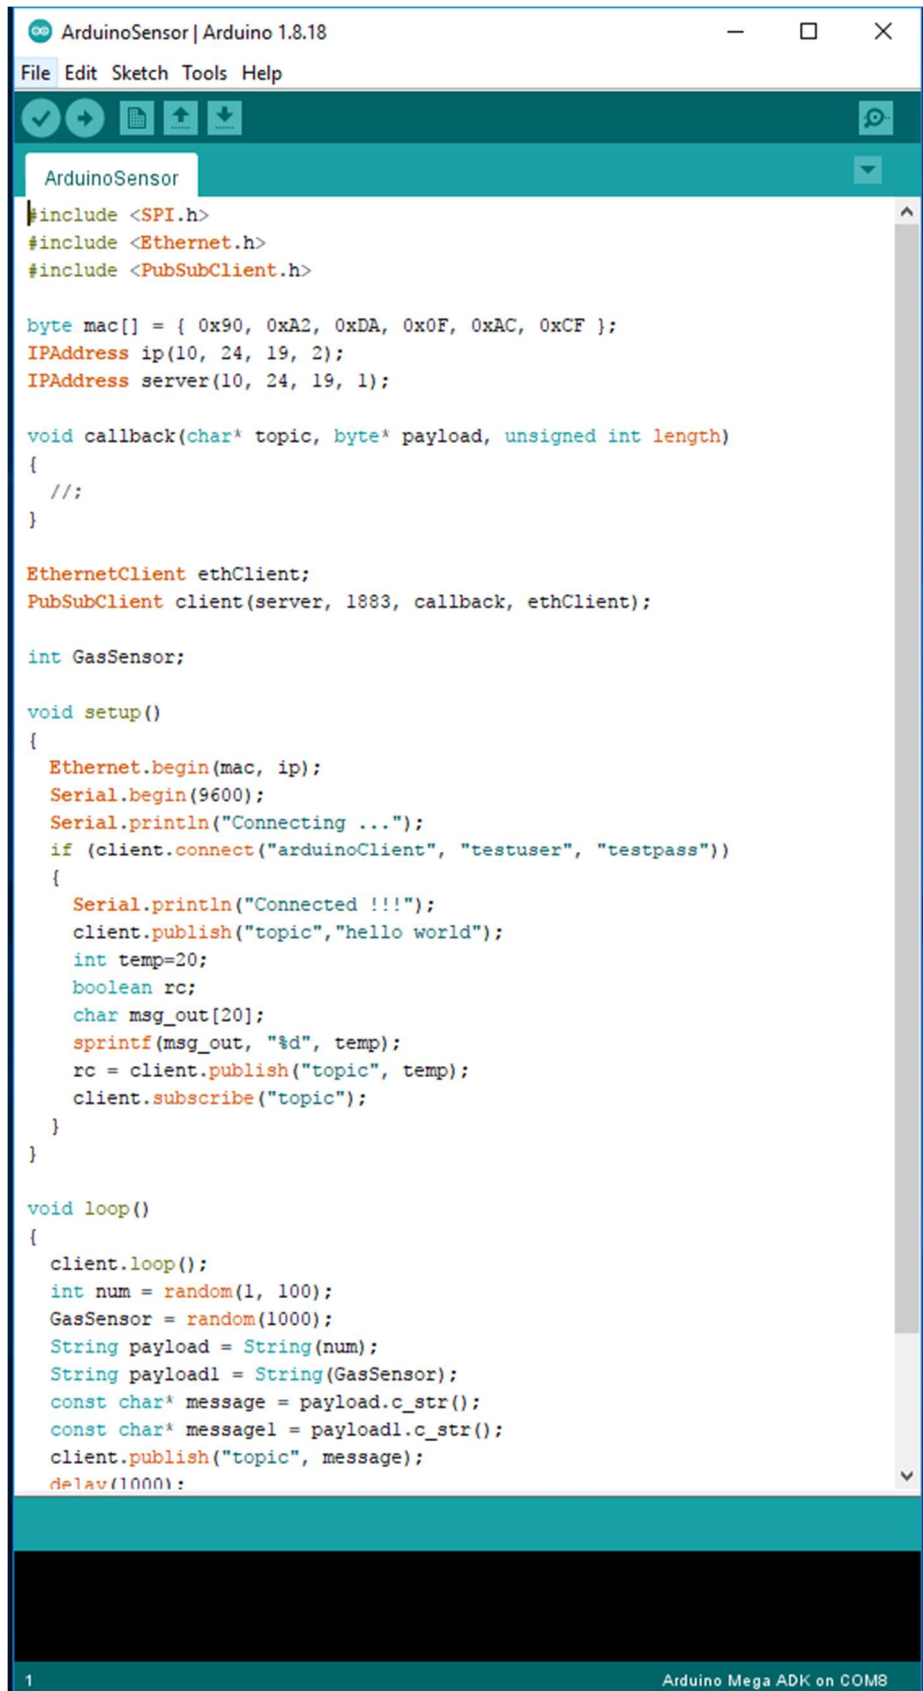 ArduinoSensor | Arduino 1.8.18
File Edit Sketch Tools Help
ArduinoSensor
#include <SPI.h>
#include <Ethernet.h>
#include <PubSubClient.h>
byte mac[] = { 0x90, 0xA2, 0xDA, 0x0F, 0xAC, 0xCF };
IPAddress ip(10, 24, 19, 2);
IPAddress server(10, 24, 19, 1);
void callback(char* topic, byte* payload, unsigned int length)
{
  //;
}
EthernetClient ethClient;
PubSubClient client(server, 1883, callback, ethClient);
int GasSensor;
void setup()
{
  Ethernet.begin(mac, ip);
  Serial.begin(9600);
  Serial.println("Connecting ...");
  if (client.connect("arduinoClient", "testuser", "testpass"))
  {
    Serial.println("Connected !!!");
    client.publish("topic","hello world");
    int temp=20;
    boolean rc;
    char msg_out[20];
    sprintf(msg_out, "%d", temp);
    rc = client.publish("topic", temp);
    client.subscribe("topic");
  }
}
void loop()
{
  client.loop();
  int num = random(1, 100);
  GasSensor = random(1000);
  String payload = String(num);
  String payload1 = String(GasSensor);
  const char* message = payload.c_str();
  const char* message1 = payload1.c_str();
  client.publish("topic", message);
  delay(1000);
1 Arduino Mega ADK on COM8